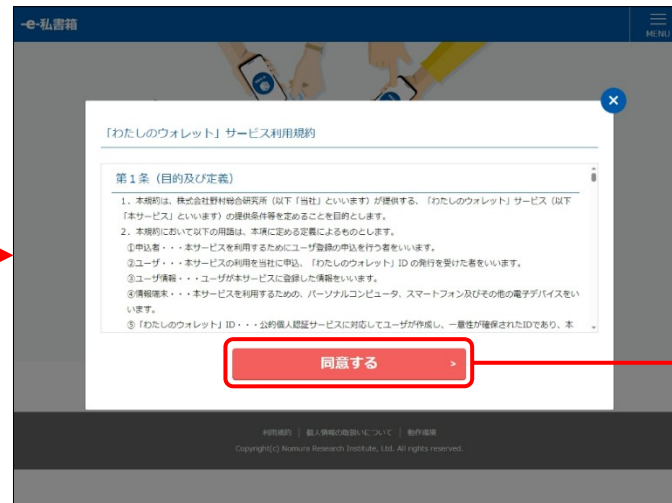 -e-私書箱
MENU
「わたしのウォレット」サービス利用規約
第1条（目的及び定義）
1．本規約は、株式会社野村総合研究所（以下「当社」といいます）が提供する、「わたしのウォレット」サービス（以下
「本サービス」といいます）の提供条件等を定めることを目的とします。
2．本規約において以下の用語は、本項に定める定義によるものとします。
①申込者・・・本サービスを利用するためにユーザ登録の申込を行う者をいいます。
②ユーザ・・・本サービスの利用を当社に申込、「わたしのウォレット」ID の発行を受けた者をいいます。
③ユーザ情報・・・ユーザが本サービスに登録した情報をいいます。
④情報端末・・・本サービスを利用するための、パーソナルコンピュータ、スマートフォン及びその他の電子デバイスをい
います。
⑤「わたしのウォレット」ID・・・公的個人認証サービスに対応してユーザが作成し、一意性が確保されたIDであり、本
同意する >
利用規約 | 個人情報の取扱いについて | 動作環境
Copyright(c) Nomura Research Institute, Ltd. All rights reserved.